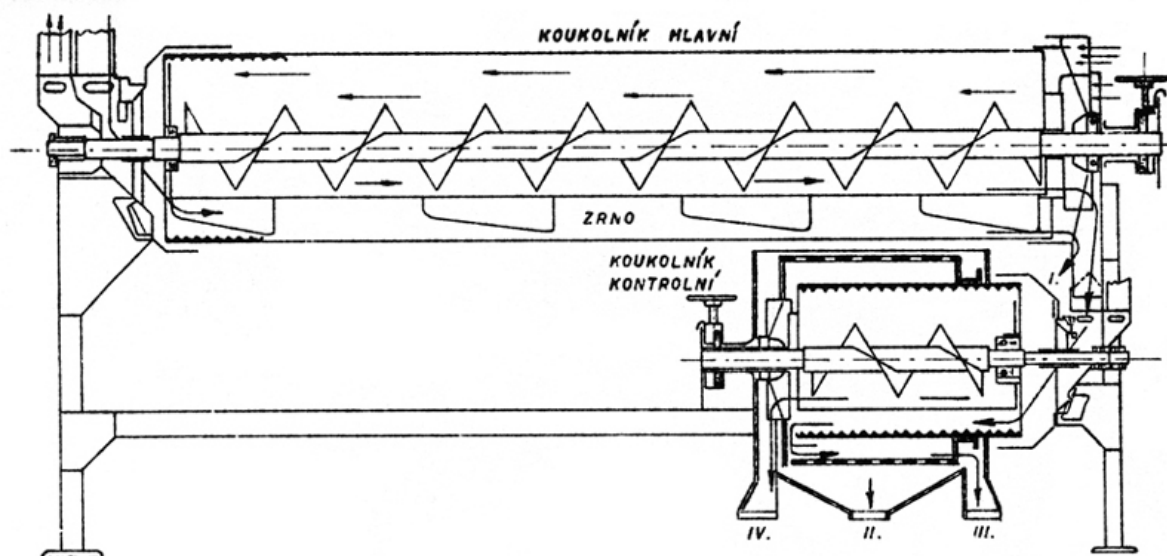 KOUKOLNÍK HLAVNÍ
ZRNO
KOUKOLNÍK
KONTROLNÍ
I.
IV.
II.
III.